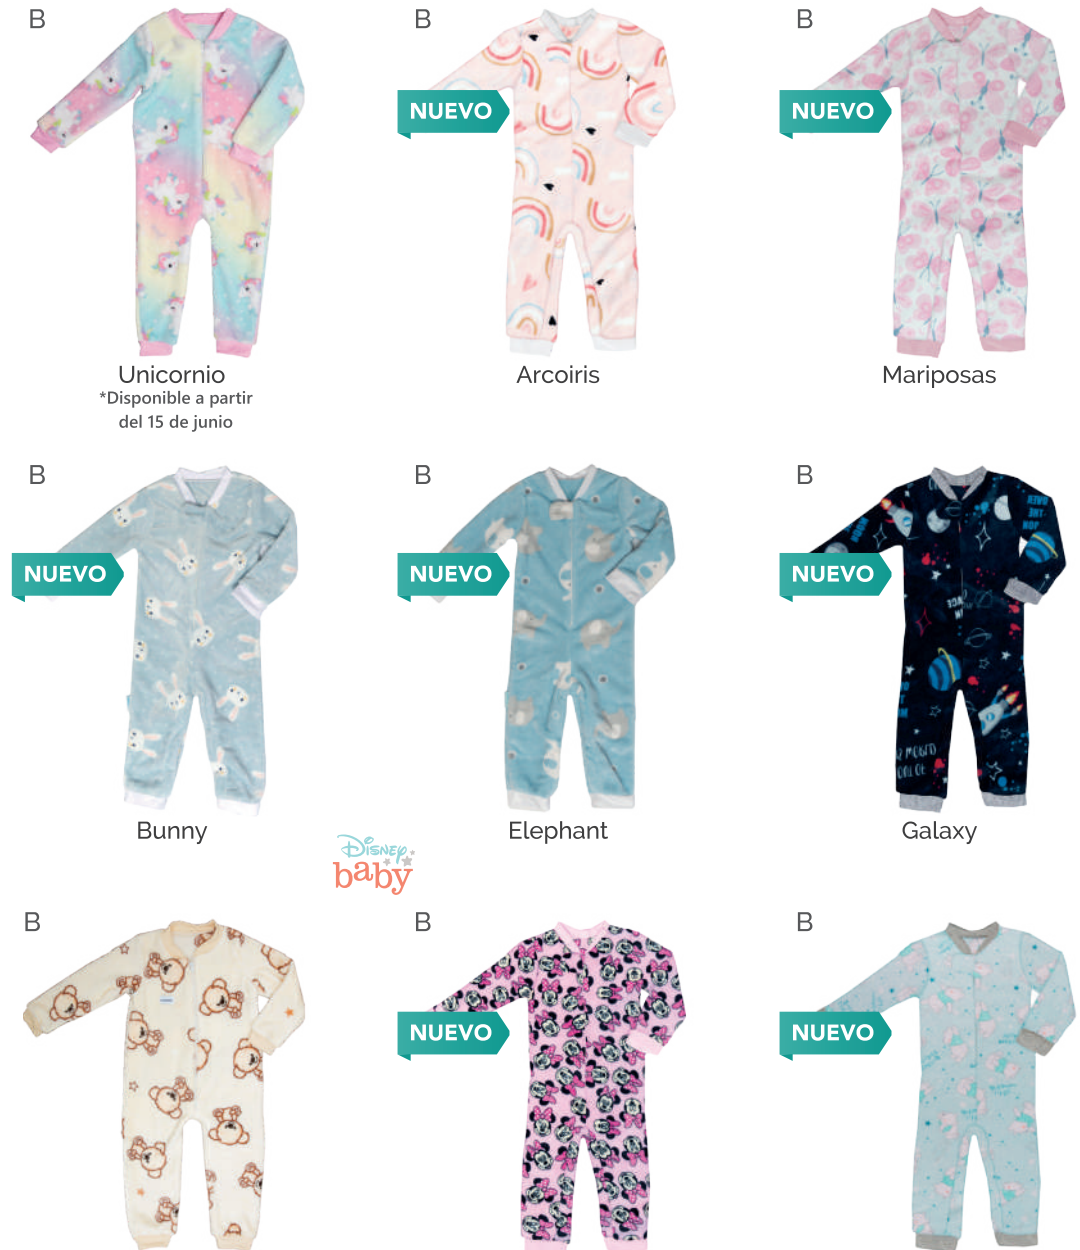 B
B
B
NUEVO
NUEVO
Unicornio
*Disponible a partir
del 15 de junio
Arcoiris
Mariposas
B
B
B
NUEVO
NUEVO
NUEVO
Bunny
Elephant
Galaxy
Disney
baby
B
B
B
NUEVO
NUEVO